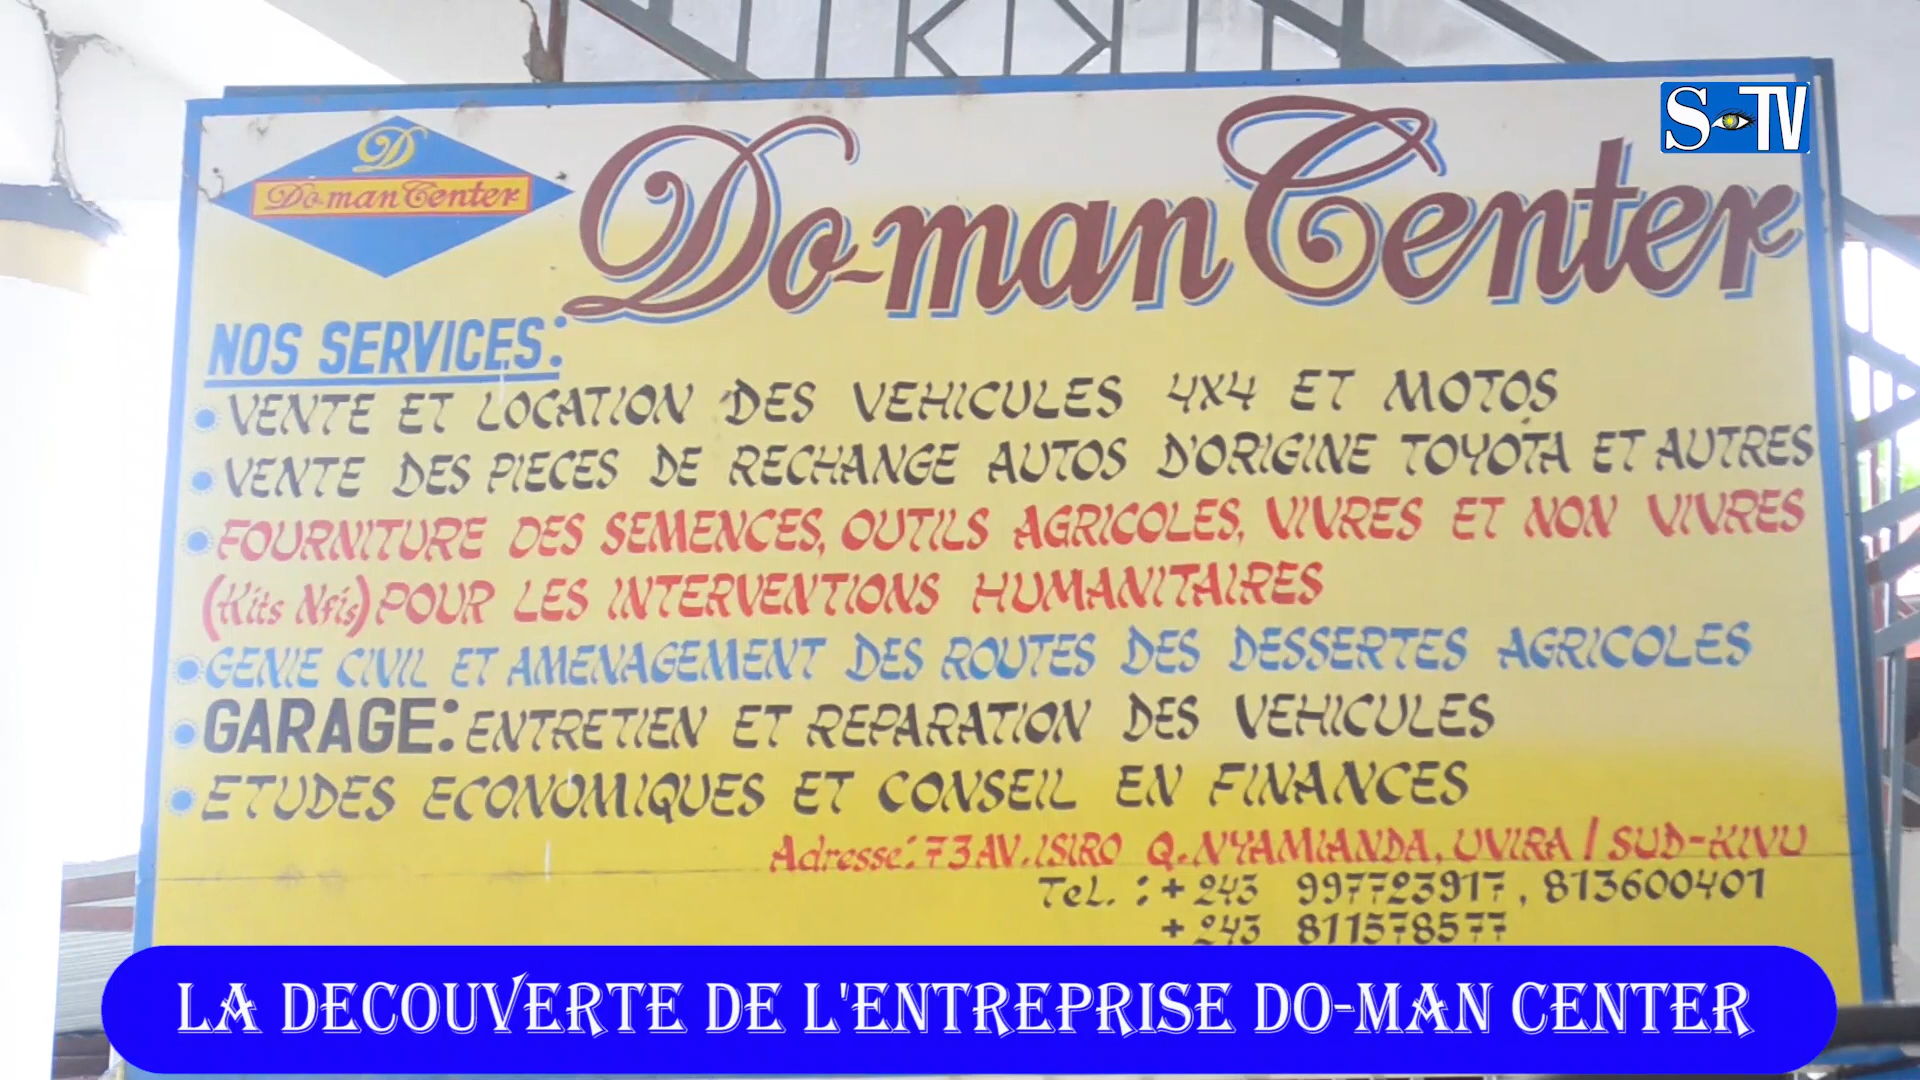 S TV
D
Do-man Center
Do-man Center
NOS SERVICES:
VENTE ET LOCATION DES VEHICULES 4X4 ET MOTOS
VENTE DES PIECES DE RECHANGE AUTOS D'ORIGINE TOYOTA ET AUTRES
FOURNITURE DES SEMENCES, OUTILS AGRICOLES, VIVRES ET NON VIVRES
(Kits Nfis) POUR LES INTERVENTIONS HUMANITAIRES
GENIE CIVIL ET AMENAGEMENT DES ROUTES DES DESSERTES AGRICOLES
GARAGE: ENTRETIEN ET REPARATION DES VEHICULES
ETUDES ECONOMIQUES ET CONSEIL EN FINANCES
Adresse: 73 AV. ISIRO Q. NYAMIANDA, UVIRA / SUD-KIVU
Tel. : + 243 997723917, 813600401
+ 243 811578577
LA DECOUVERTE DE L'ENTREPRISE DO-MAN CENTER